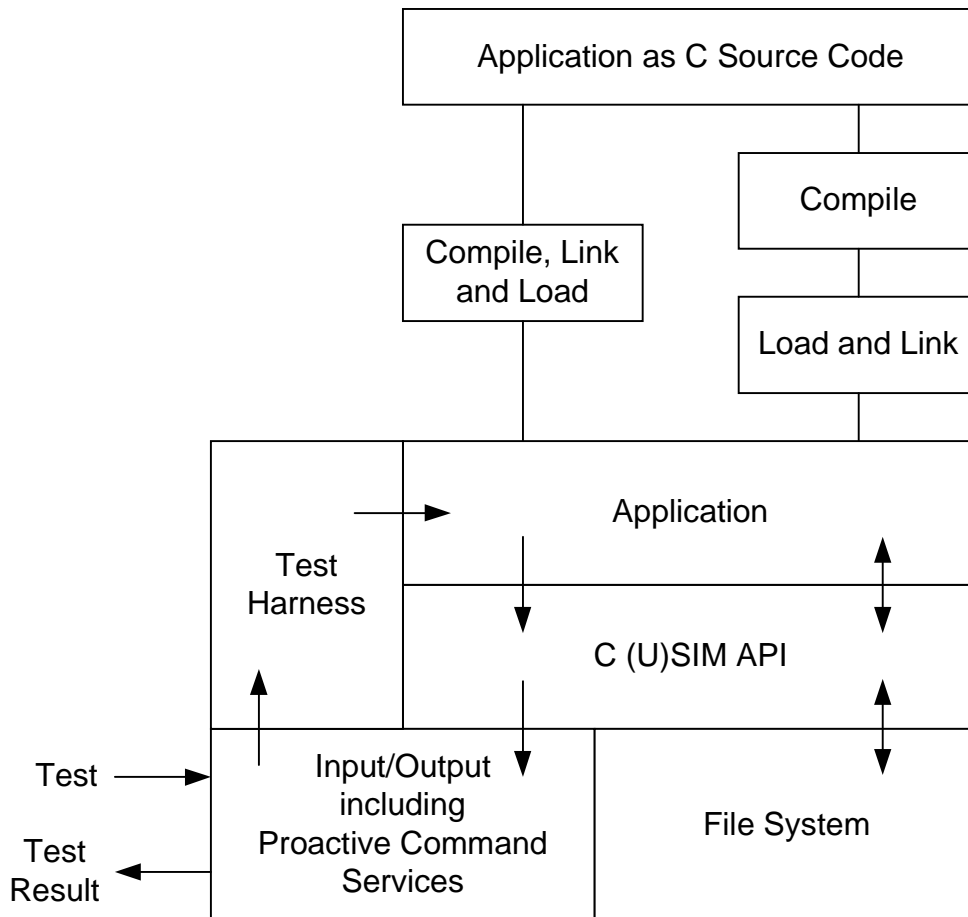 Application as C Source Code
Compile
Compile, Link
and Load
Load and Link
Application
Test
Harness
C (U)SIM API
Test
Input/Output
including
Proactive Command
Services
File System
Test
Result